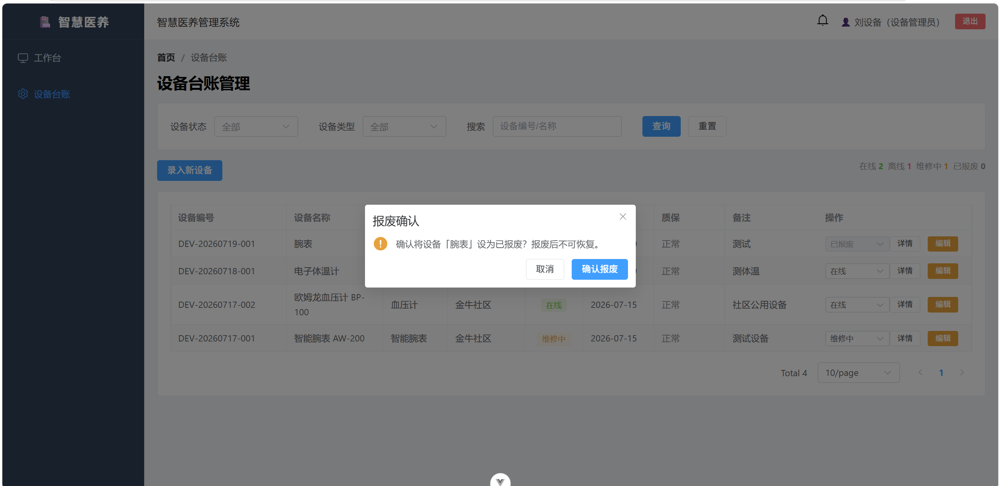 智慧医养
智慧医养管理系统
刘设备（设备管理员）
退出
工作台
设备台账
首页 / 设备台账
设备台账管理
设备状态 全部 设备类型 全部 搜索 设备编号/名称 查询 重置
录入新设备
在线 2 离线 1 维修中 1 已报废 0
设备编号 设备名称 质保 备注 操作
DEV-20260719-001 腕表 正常 测试 已报废 详情 编辑
DEV-20260718-001 电子体温计 正常 测体温 在线 详情 编辑
DEV-20260717-002 欧姆龙血压计 BP-100 血压计 金牛社区 在线 2026-07-15 正常 社区公用设备 在线 详情 编辑
DEV-20260717-001 智能腕表 AW-200 智能腕表 金牛社区 维修中 2026-07-15 正常 测试设备 维修中 详情 编辑
报废确认
确认将设备「腕表」设为已报废？报废后不可恢复。
取消 确认报废
Total 4 10/page 1